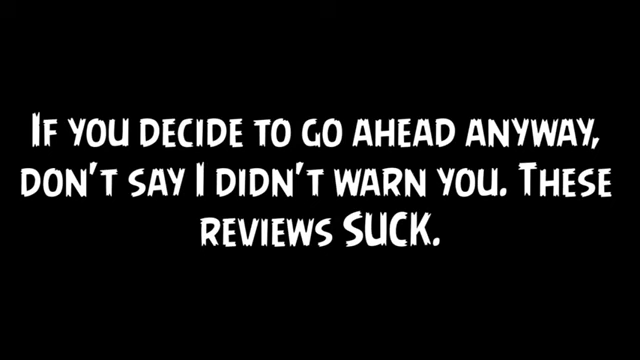 If you decide to go ahead anyway,
don't say I didn't warn you. These
reviews SUCK.